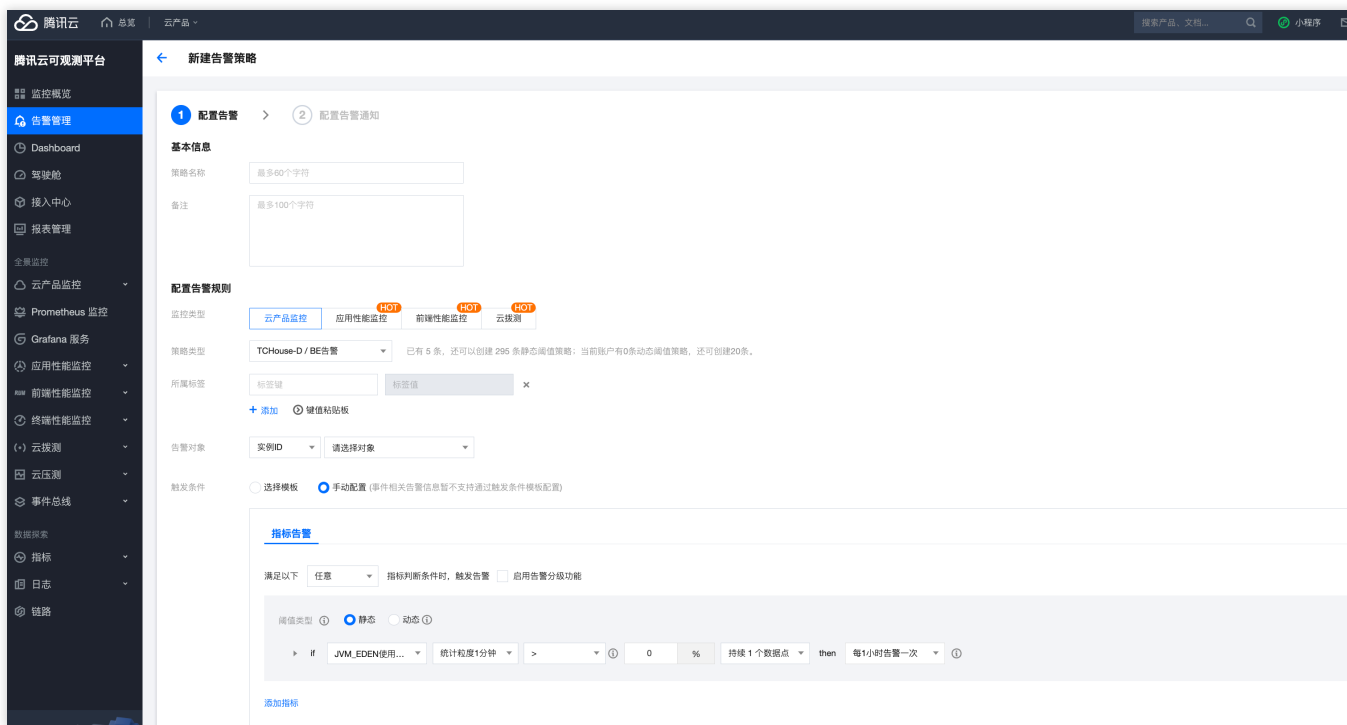 腾讯云 总览 云产品 搜索产品、文档... 小程序
腾讯云可观测平台
新建告警策略
监控概览
告警管理
Dashboard
驾驶舱
接入中心
报表管理
全景监控
云产品监控
Prometheus 监控
Grafana 服务
应用性能监控
RUM 前端性能监控
终端性能监控
云拨测
云压测
事件总线
数据探索
指标
日志
链路
1 配置告警 2 配置告警通知
基本信息
策略名称 最多60个字符
备注 最多100个字符
配置告警规则
监控类型 云产品监控 应用性能监控 HOT 前端性能监控 HOT 云拨测 HOT
策略类型 TCHouse-D / BE告警 已有 5 条，还可以创建 295 条静态阈值策略；当前账户有0条动态阈值策略，还可创建20条。
所属标签 标签键 标签值 ×
+ 添加 键值粘贴板
告警对象 实例ID 请选择对象
触发条件 选择模板 手动配置 (事件相关告警信息暂不支持通过触发条件模板配置)
指标告警
满足以下 任意 指标判断条件时，触发告警 启用告警分级功能
阈值类型 静态 动态
if JVM_EDEN使用... 统计粒度1分钟 > 0 % 持续 1 个数据点 then 每1小时告警一次
添加指标